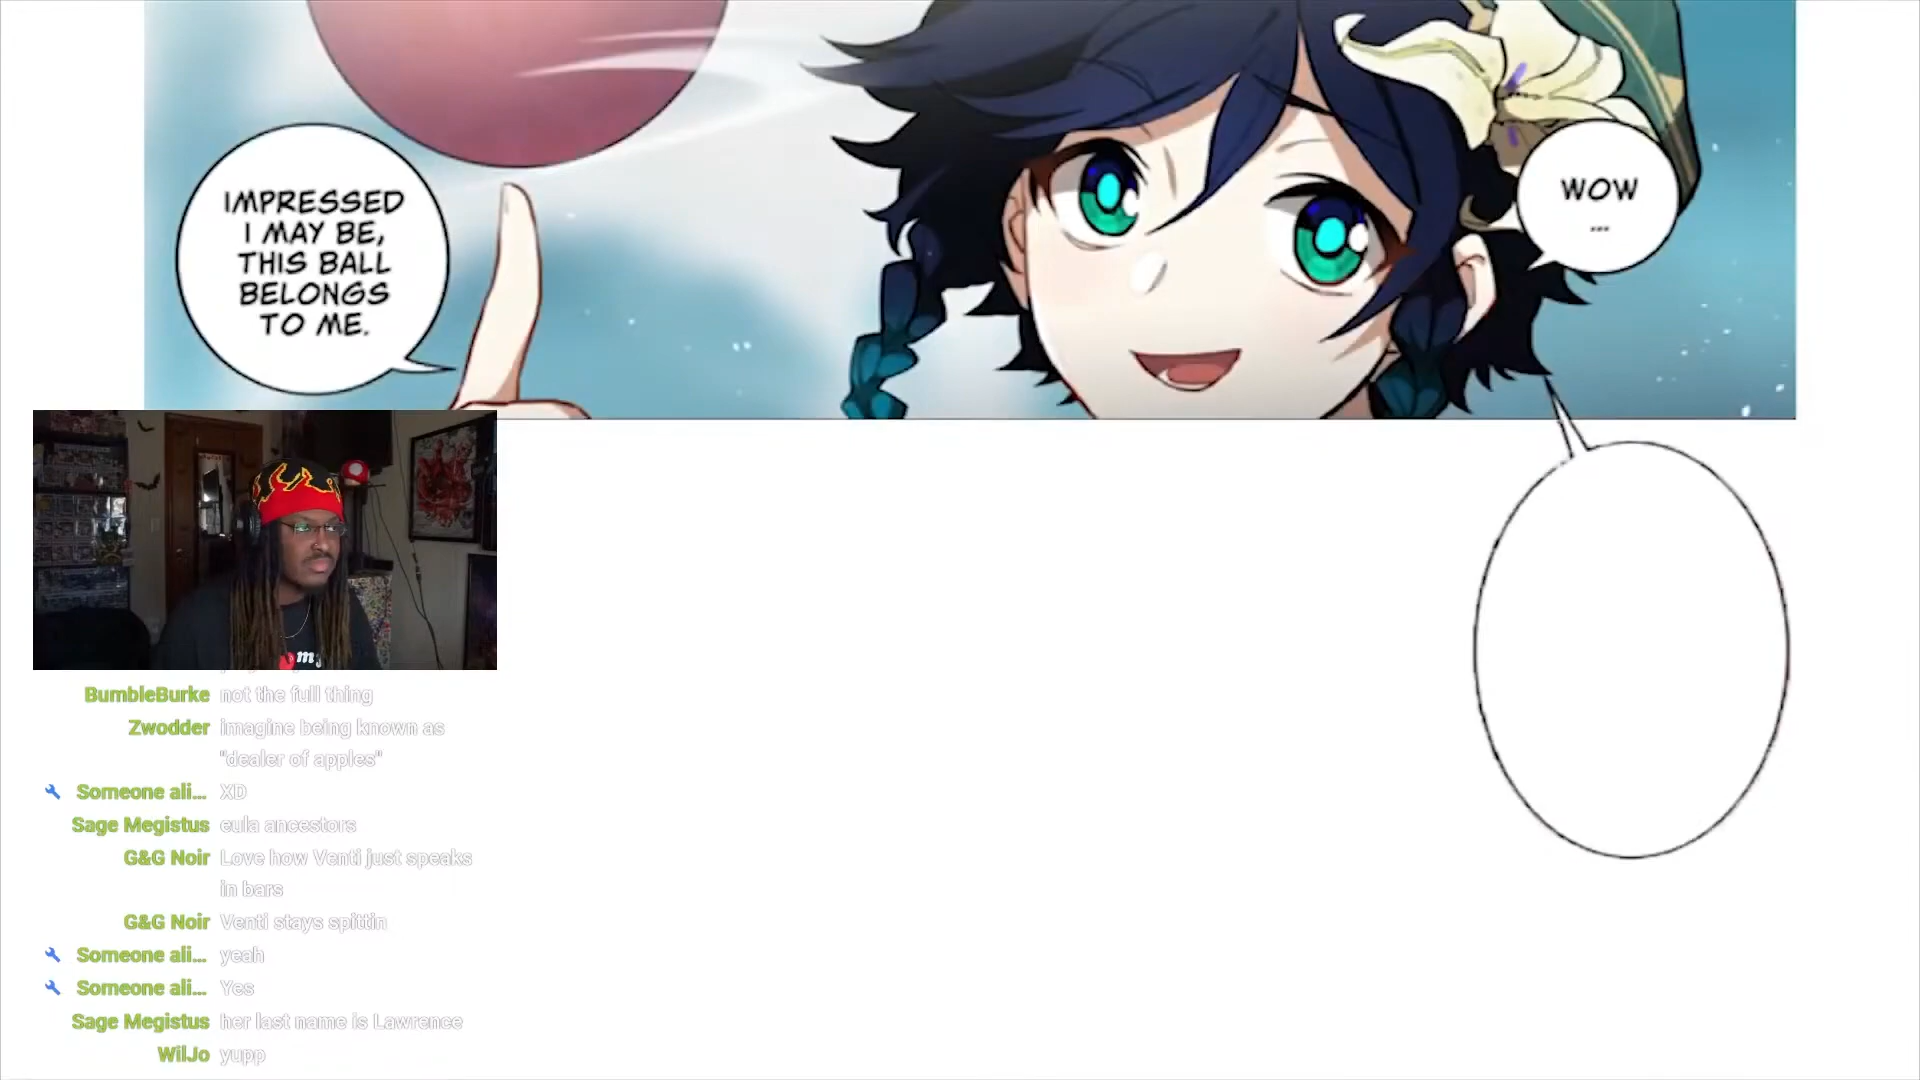 IMPRESSED
I MAY BE,
THIS BALL
BELONGS
TO ME.
WOW
...
BumbleBurke not the full thing
Zwodder imagine being known as
"dealer of apples"
Someone ali... XD
Sage Megistus eula ancestors
G&G Noir Love how Venti just speaks
in bars
G&G Noir Venti stays spittin
Someone ali... yeah
Someone ali... Yes
Sage Megistus her last name is Lawrence
WilJo yupp